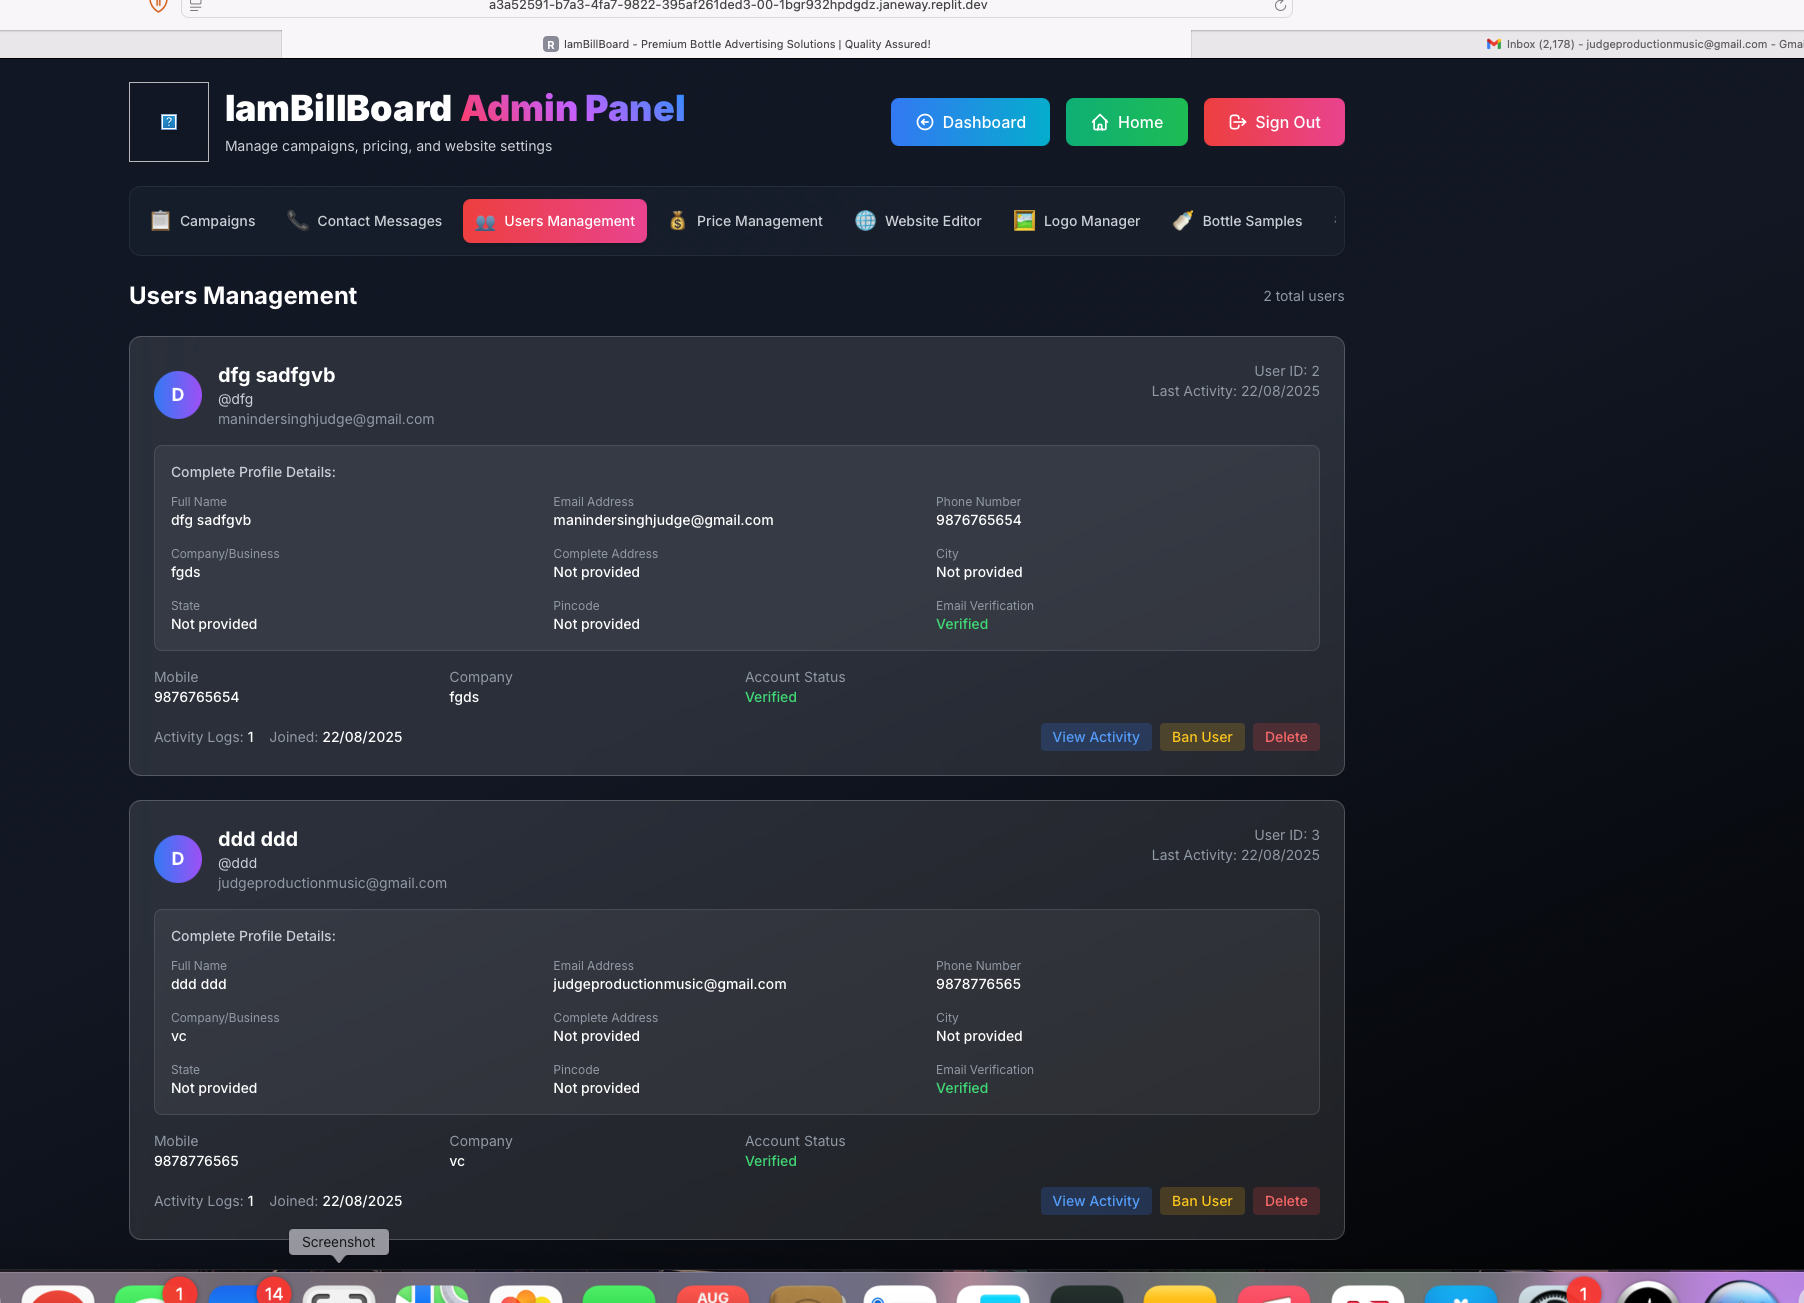 a3a52591-b7a3-4fa7-9822-395af261ded3-00-1bgr932hpdgdz.janeway.replit.dev
R IamBillBoard - Premium Bottle Advertising Solutions | Quality Assured!
Inbox (2,178) - judgeproductionmusic@gmail.com - Gma
IamBillBoard Admin Panel
Manage campaigns, pricing, and website settings
Dashboard
Home
Sign Out
Campaigns
Contact Messages
Users Management
Price Management
Website Editor
Logo Manager
Bottle Samples
Users Management
2 total users
D
dfg sadfgvb
@dfg
manindersinghjudge@gmail.com
User ID: 2
Last Activity: 22/08/2025
Complete Profile Details:
Full Name
dfg sadfgvb
Email Address
manindersinghjudge@gmail.com
Phone Number
9876765654
Company/Business
fgds
Complete Address
Not provided
City
Not provided
State
Not provided
Pincode
Not provided
Email Verification
Verified
Mobile
9876765654
Company
fgds
Account Status
Verified
Activity Logs: 1 Joined: 22/08/2025
View Activity
Ban User
Delete
D
ddd ddd
@ddd
judgeproductionmusic@gmail.com
User ID: 3
Last Activity: 22/08/2025
Complete Profile Details:
Full Name
ddd ddd
Email Address
judgeproductionmusic@gmail.com
Phone Number
9878776565
Company/Business
vc
Complete Address
Not provided
City
Not provided
State
Not provided
Pincode
Not provided
Email Verification
Verified
Mobile
9878776565
Company
vc
Account Status
Verified
Activity Logs: 1 Joined: 22/08/2025
View Activity
Ban User
Delete
Screenshot
1
14
AUG
1